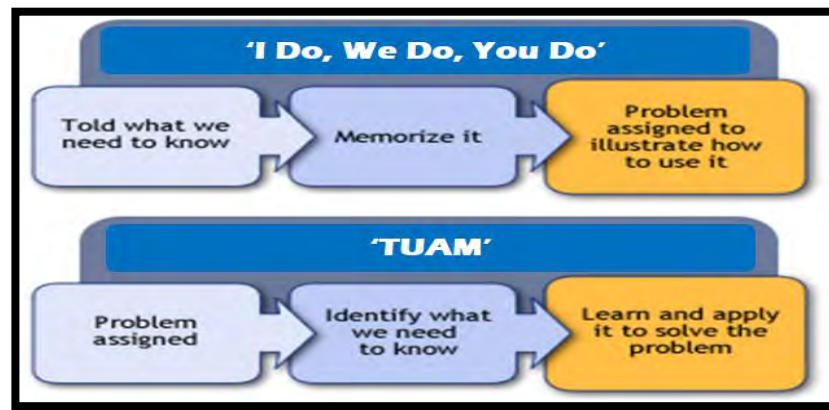 'I Do, We Do, You Do'
Told what we
need to know
Memorize it
Problem
assigned to
illustrate how
to use it
'TUAM'
Problem
assigned
Identify what
we need
to know
Learn and apply
it to solve the
problem